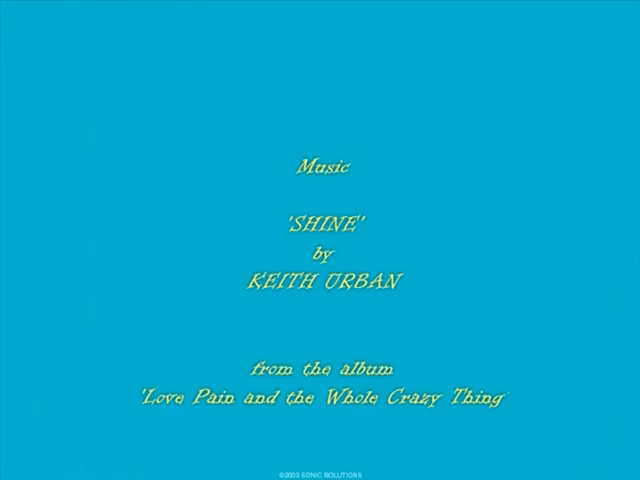 Music
'SHINE'
by
KEITH URBAN
from the album
'Love Pain and the Whole Crazy Thing
©2003 SONIC SOLUTIONS